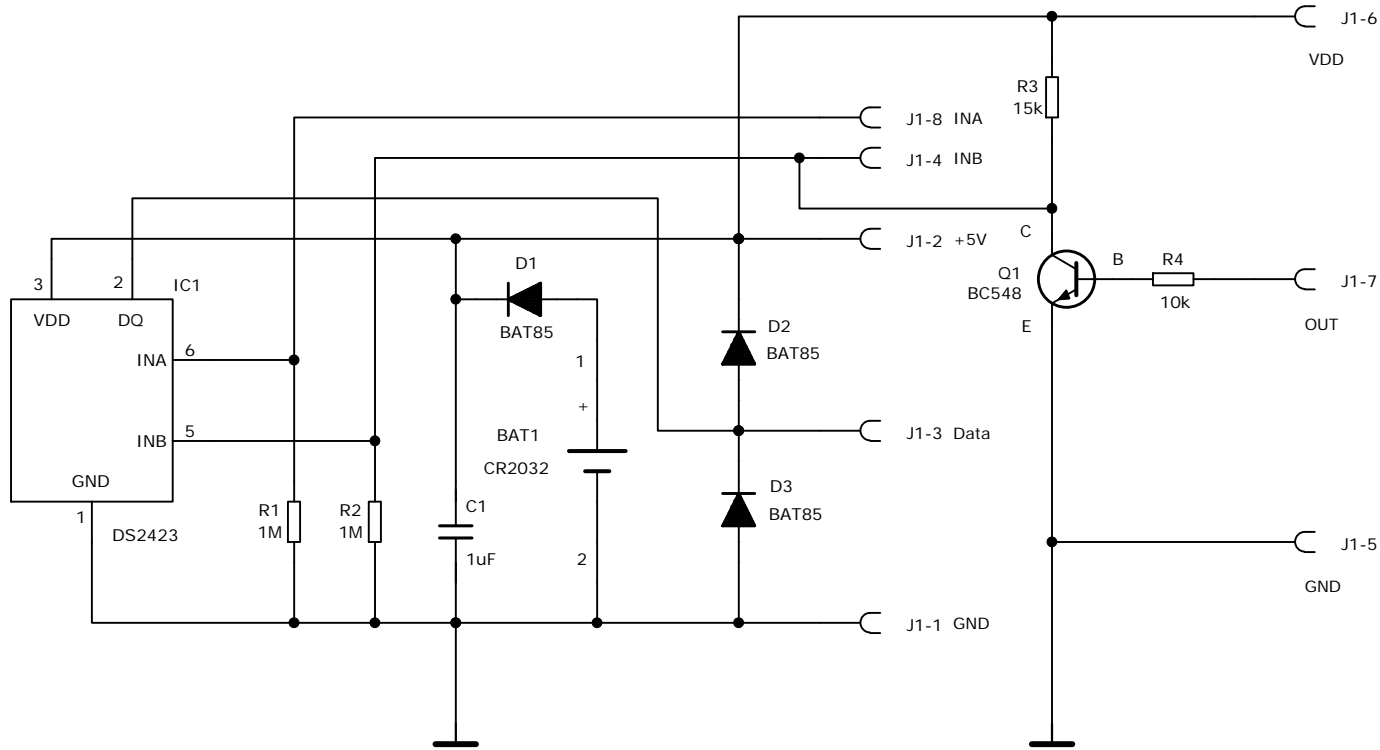 J1-6
VDD
R3
15k
J1-8 INA
J1-4 INB
J1-2 +5V
C
Q1
BC548
B
R4
10k
J1-7
OUT
E
3
2
IC1
VDD
DQ
INA
6
INB
5
GND
1
DS2423
D1
BAT85
1
+
BAT1
CR2032
2
D2
BAT85
J1-3 Data
D3
BAT85
R1
1M
R2
1M
C1
1uF
J1-5
GND
J1-1 GND